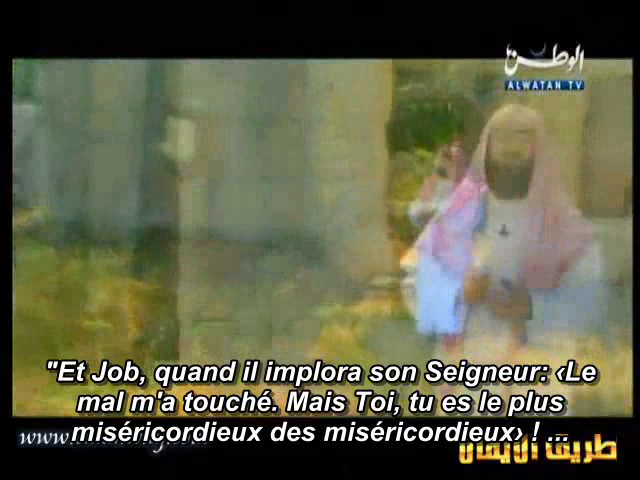 الوطن
ALWATAN TV
"Et Job, quand il implora son Seigneur: ‹Le
mal m'a touché. Mais Toi, tu es le plus
miséricordieux des miséricordieux› ! ...
www.
طريق الإيمان